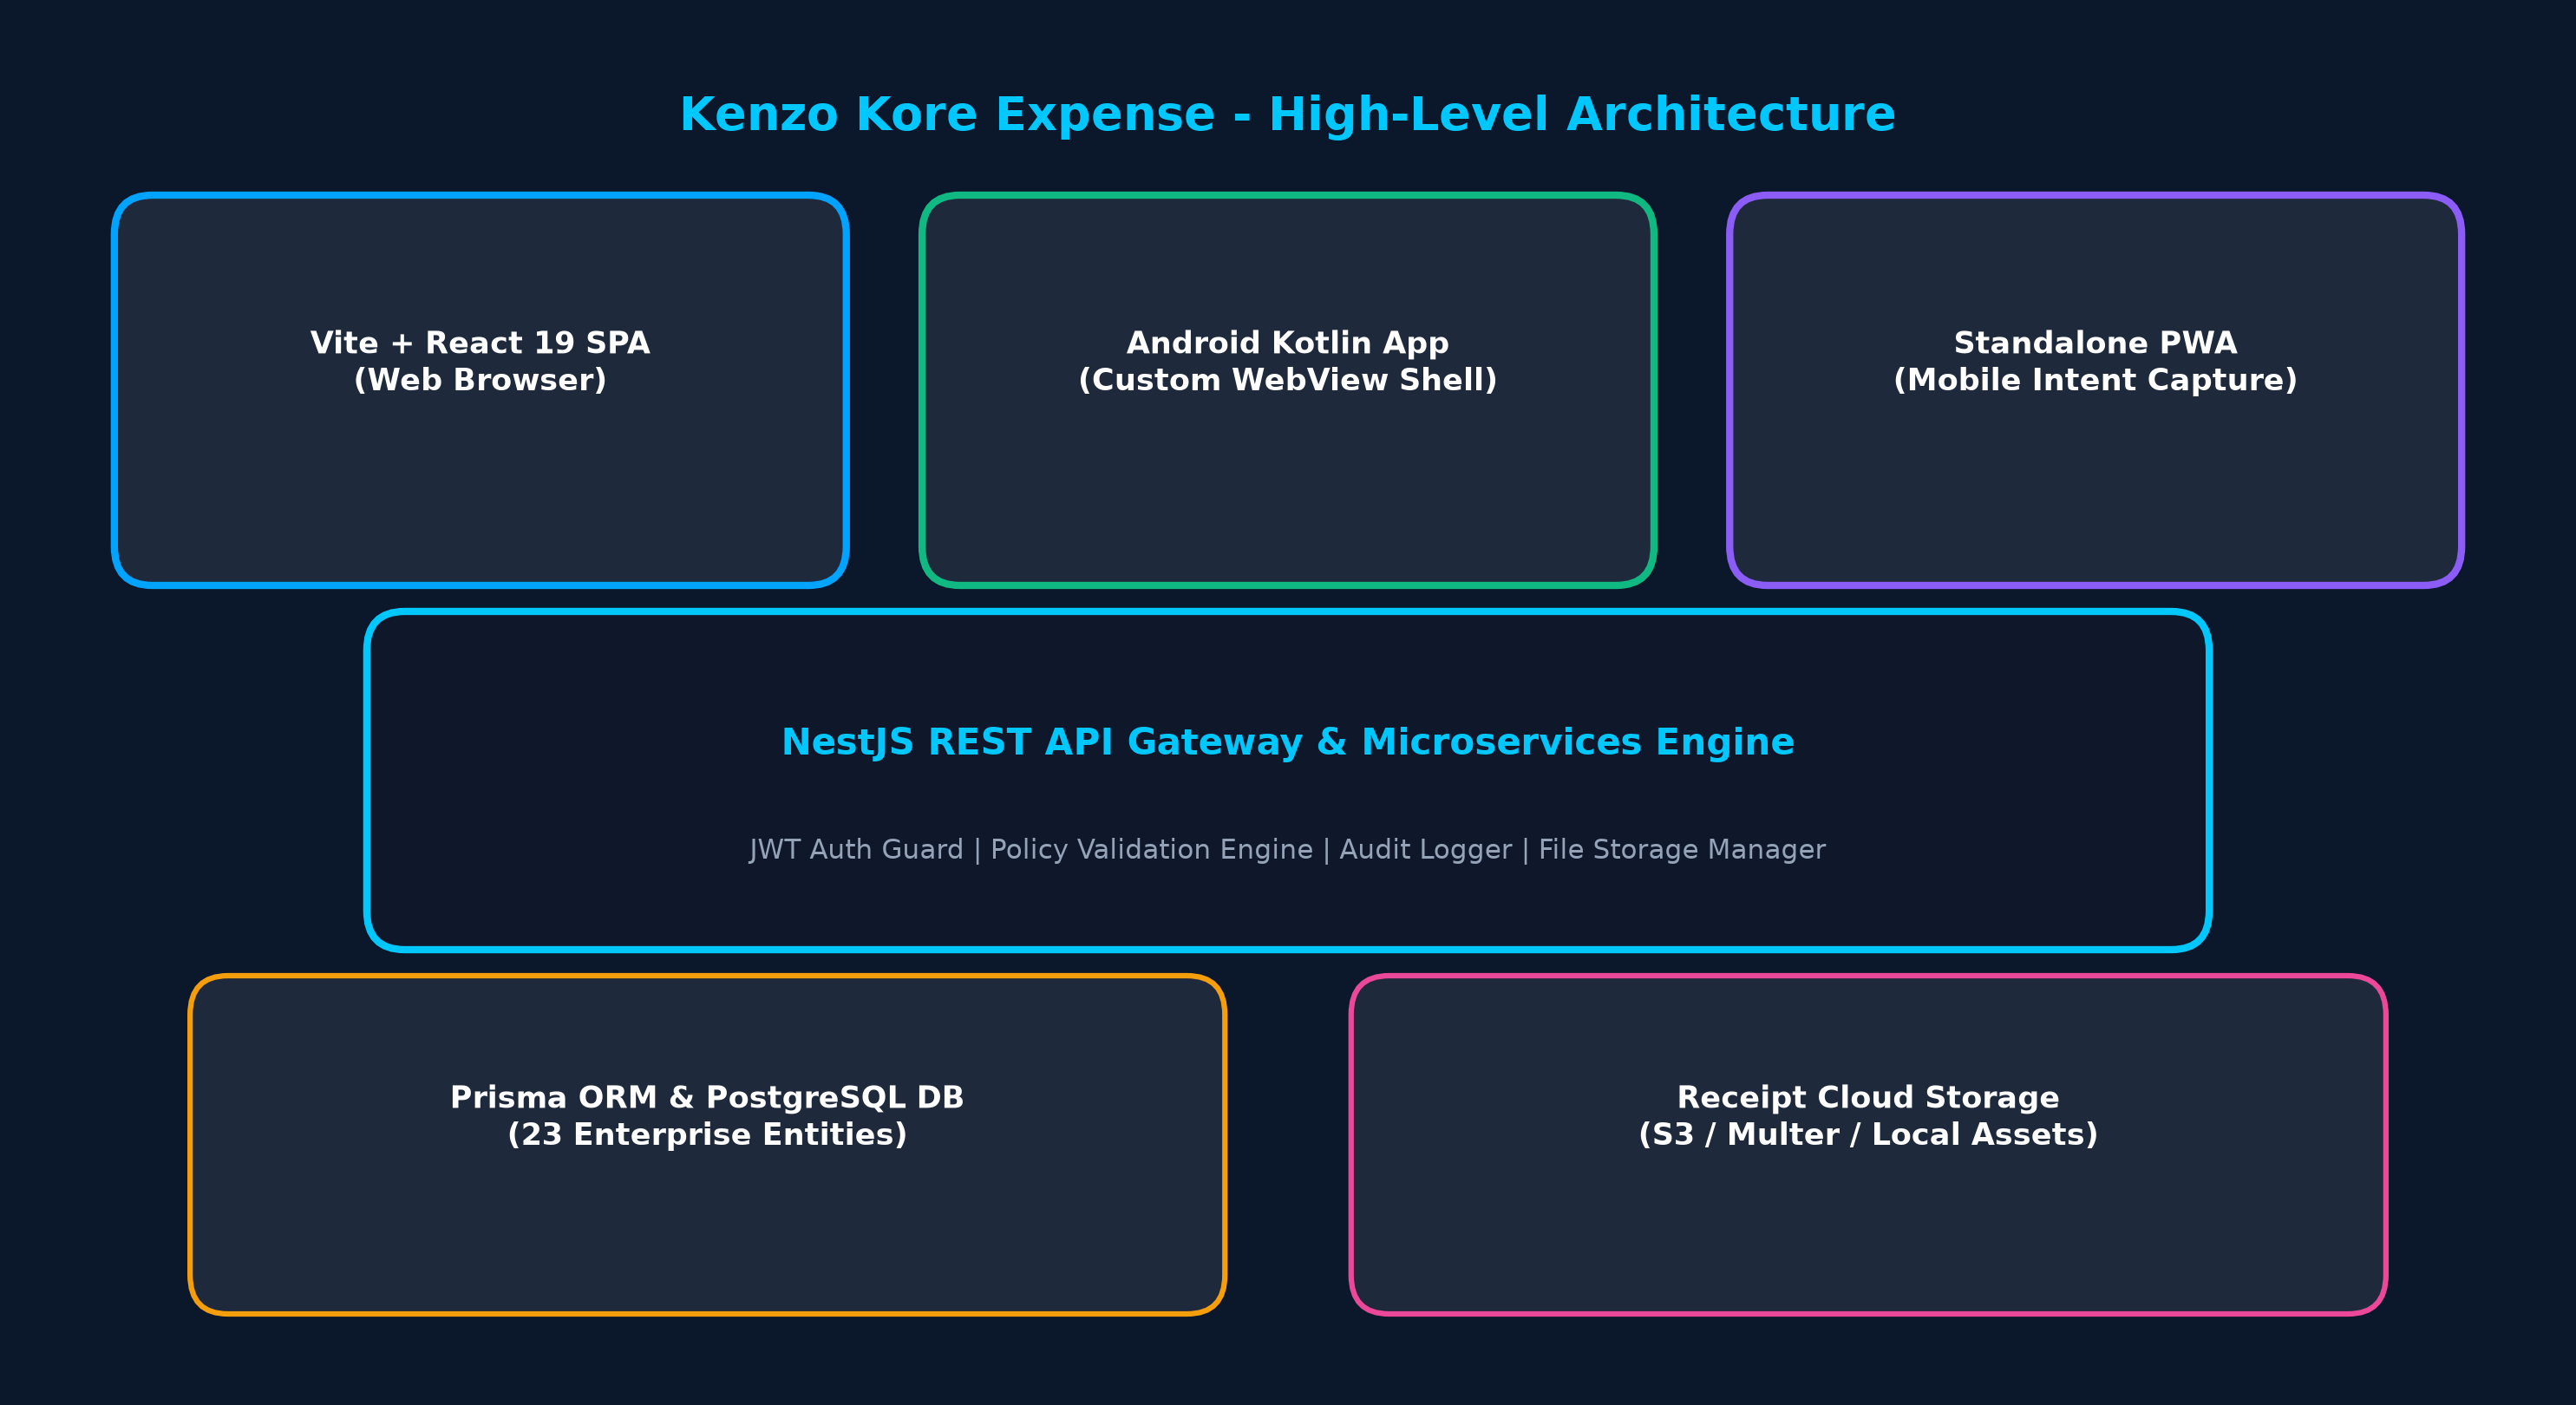 Kenzo Kore Expense - High-Level Architecture
Vite + React 19 SPA
(Web Browser)
Android Kotlin App
(Custom WebView Shell)
Standalone PWA
(Mobile Intent Capture)
NestJS REST API Gateway & Microservices Engine
JWT Auth Guard | Policy Validation Engine | Audit Logger | File Storage Manager
Prisma ORM & PostgreSQL DB
(23 Enterprise Entities)
Receipt Cloud Storage
(S3 / Multer / Local Assets)